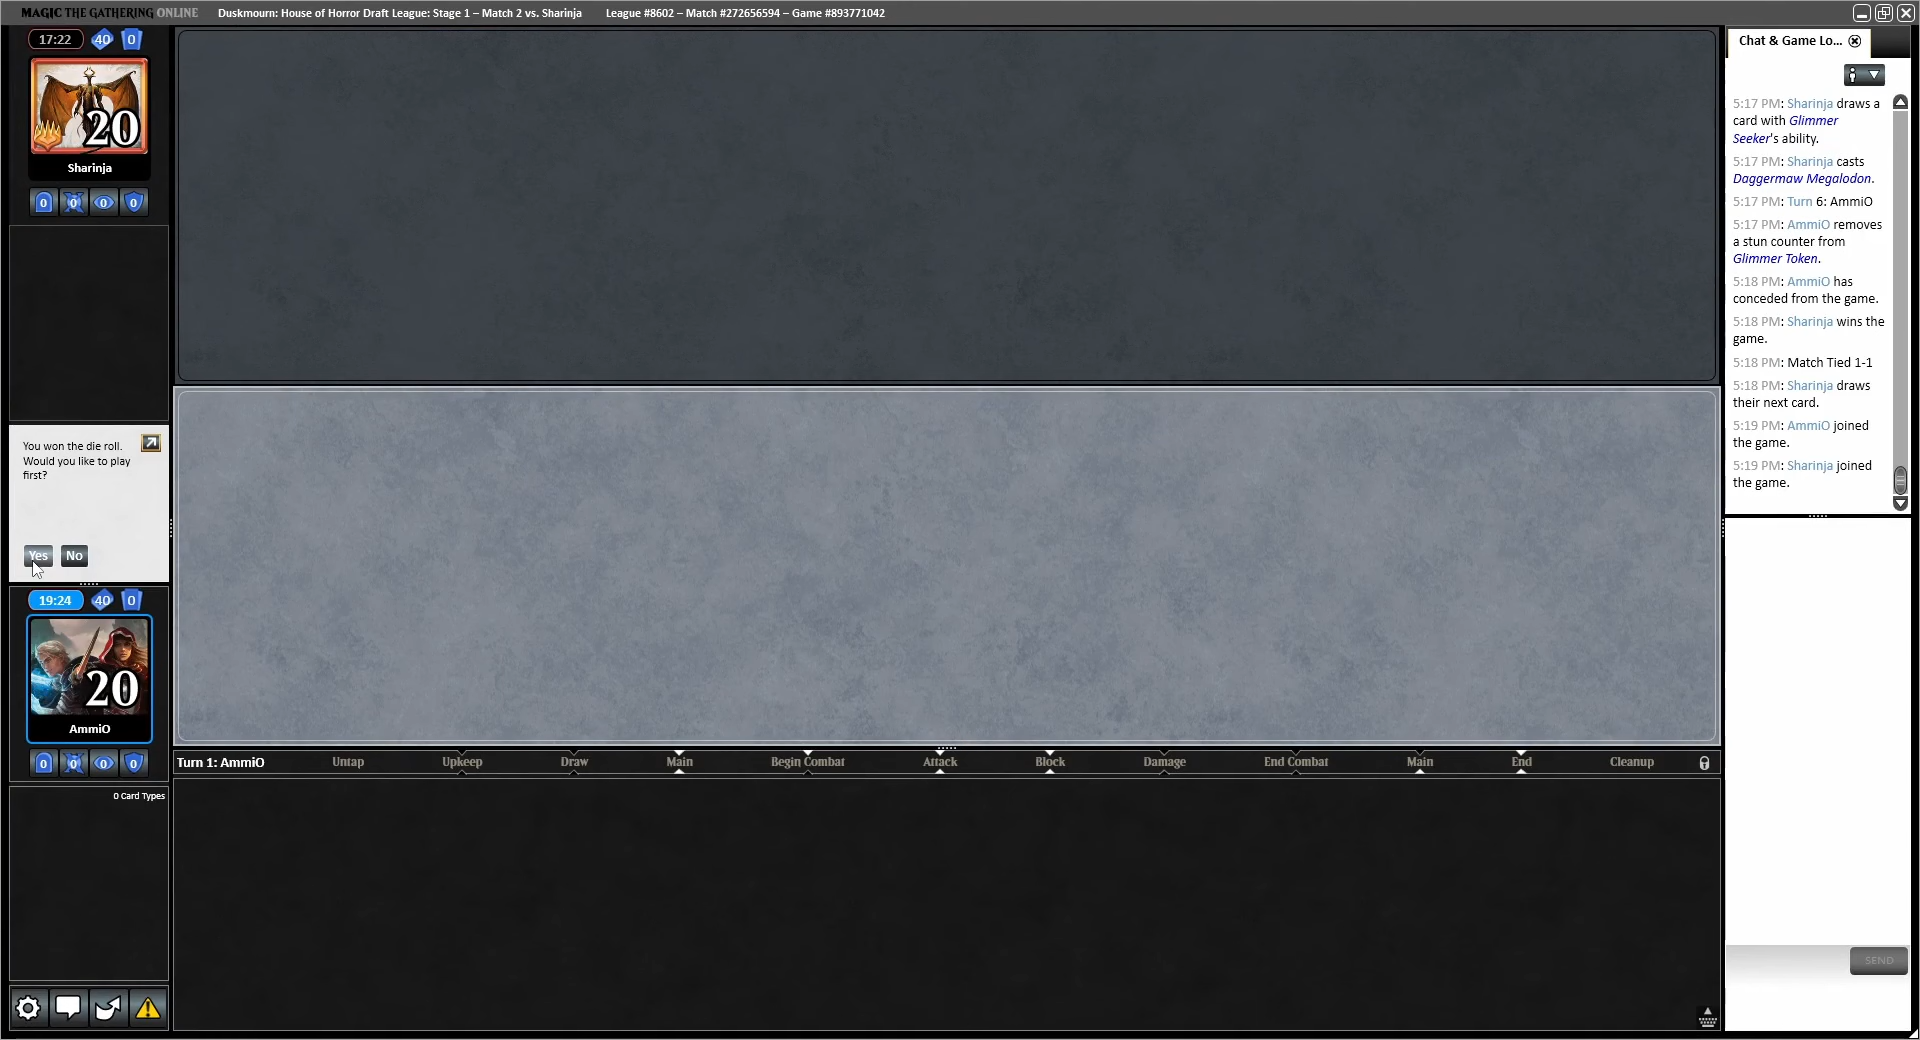 MAGIC THE GATHERING ONLINE
Duskmourn: House of Horror Draft League: Stage 1 – Match 2 vs. Sharinja
League #8602 – Match #272656594 – Game #893771042
17:22
40
0
20
Sharinja
0
0
0
0
You won the die roll.
Would you like to play
first?
Yes
No
19:24
40
0
20
AmmiO
0
0
0
0
0 Card Types
Turn 1: AmmiO
Untap
Upkeep
Draw
Main
Begin Combat
Attack
Block
Damage
End Combat
Main
End
Cleanup
Chat & Game Lo...
5:17 PM: Sharinja draws a
card with Glimmer
Seeker's ability.
5:17 PM: Sharinja casts
Daggermaw Megalodon.
5:17 PM: Turn 6: AmmiO
5:17 PM: AmmiO removes
a stun counter from
Glimmer Token.
5:18 PM: AmmiO has
conceded from the game.
5:18 PM: Sharinja wins the
game.
5:18 PM: Match Tied 1-1
5:18 PM: Sharinja draws
their next card.
5:19 PM: AmmiO joined
the game.
5:19 PM: Sharinja joined
the game.
SEND